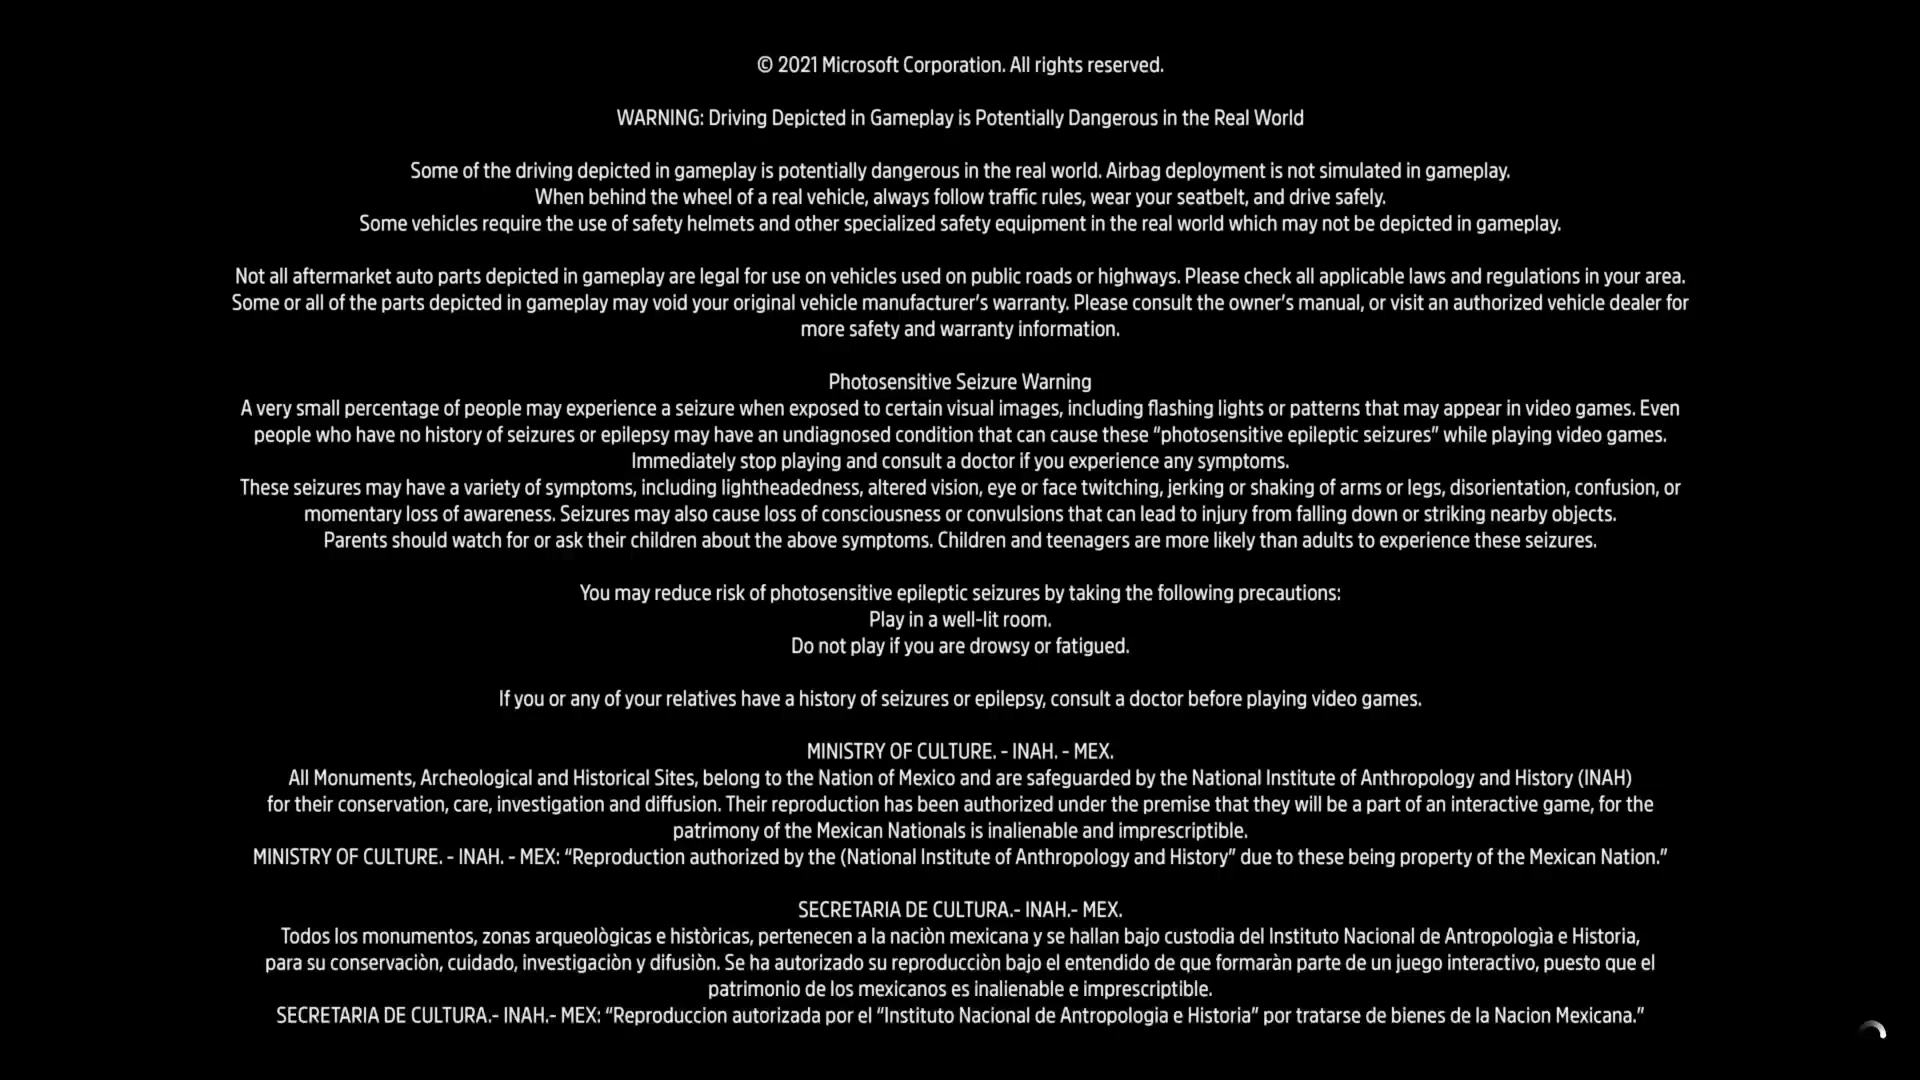 © 2021 Microsoft Corporation. All rights reserved.
WARNING: Driving Depicted in Gameplay is Potentially Dangerous in the Real World
Some of the driving depicted in gameplay is potentially dangerous in the real world. Airbag deployment is not simulated in gameplay.
When behind the wheel of a real vehicle, always follow traffic rules, wear your seatbelt, and drive safely.
Some vehicles require the use of safety helmets and other specialized safety equipment in the real world which may not be depicted in gameplay.
Not all aftermarket auto parts depicted in gameplay are legal for use on vehicles used on public roads or highways. Please check all applicable laws and regulations in your area.
Some or all of the parts depicted in gameplay may void your original vehicle manufacturer's warranty. Please consult the owner's manual, or visit an authorized vehicle dealer for
more safety and warranty information.
Photosensitive Seizure Warning
A very small percentage of people may experience a seizure when exposed to certain visual images, including flashing lights or patterns that may appear in video games. Even
people who have no history of seizures or epilepsy may have an undiagnosed condition that can cause these “photosensitive epileptic seizures” while playing video games.
Immediately stop playing and consult a doctor if you experience any symptoms.
These seizures may have a variety of symptoms, including lightheadedness, altered vision, eye or face twitching, jerking or shaking of arms or legs, disorientation, confusion, or
momentary loss of awareness. Seizures may also cause loss of consciousness or convulsions that can lead to injury from falling down or striking nearby objects.
Parents should watch for or ask their children about the above symptoms. Children and teenagers are more likely than adults to experience these seizures.
You may reduce risk of photosensitive epileptic seizures by taking the following precautions:
Play in a well-lit room.
Do not play if you are drowsy or fatigued.
If you or any of your relatives have a history of seizures or epilepsy, consult a doctor before playing video games.
MINISTRY OF CULTURE. - INAH. - MEX.
All Monuments, Archeological and Historical Sites, belong to the Nation of Mexico and are safeguarded by the National Institute of Anthropology and History (INAH)
for their conservation, care, investigation and diffusion. Their reproduction has been authorized under the premise that they will be a part of an interactive game, for the
patrimony of the Mexican Nationals is inalienable and imprescriptible.
MINISTRY OF CULTURE. - INAH. - MEX: “Reproduction authorized by the (National Institute of Anthropology and History” due to these being property of the Mexican Nation.”
SECRETARIA DE CULTURA.- INAH.- MEX.
Todos los monumentos, zonas arqueològicas e històricas, pertenecen a la naciòn mexicana y se hallan bajo custodia del Instituto Nacional de Antropologìa e Historia,
para su conservaciòn, cuidado, investigaciòn y difusiòn. Se ha autorizado su reproducciòn bajo el entendido de que formaràn parte de un juego interactivo, puesto que el
patrimonio de los mexicanos es inalienable e imprescriptible.
SECRETARIA DE CULTURA.- INAH.- MEX: “Reproduccion autorizada por el “Instituto Nacional de Antropologia e Historia” por tratarse de bienes de la Nacion Mexicana.”